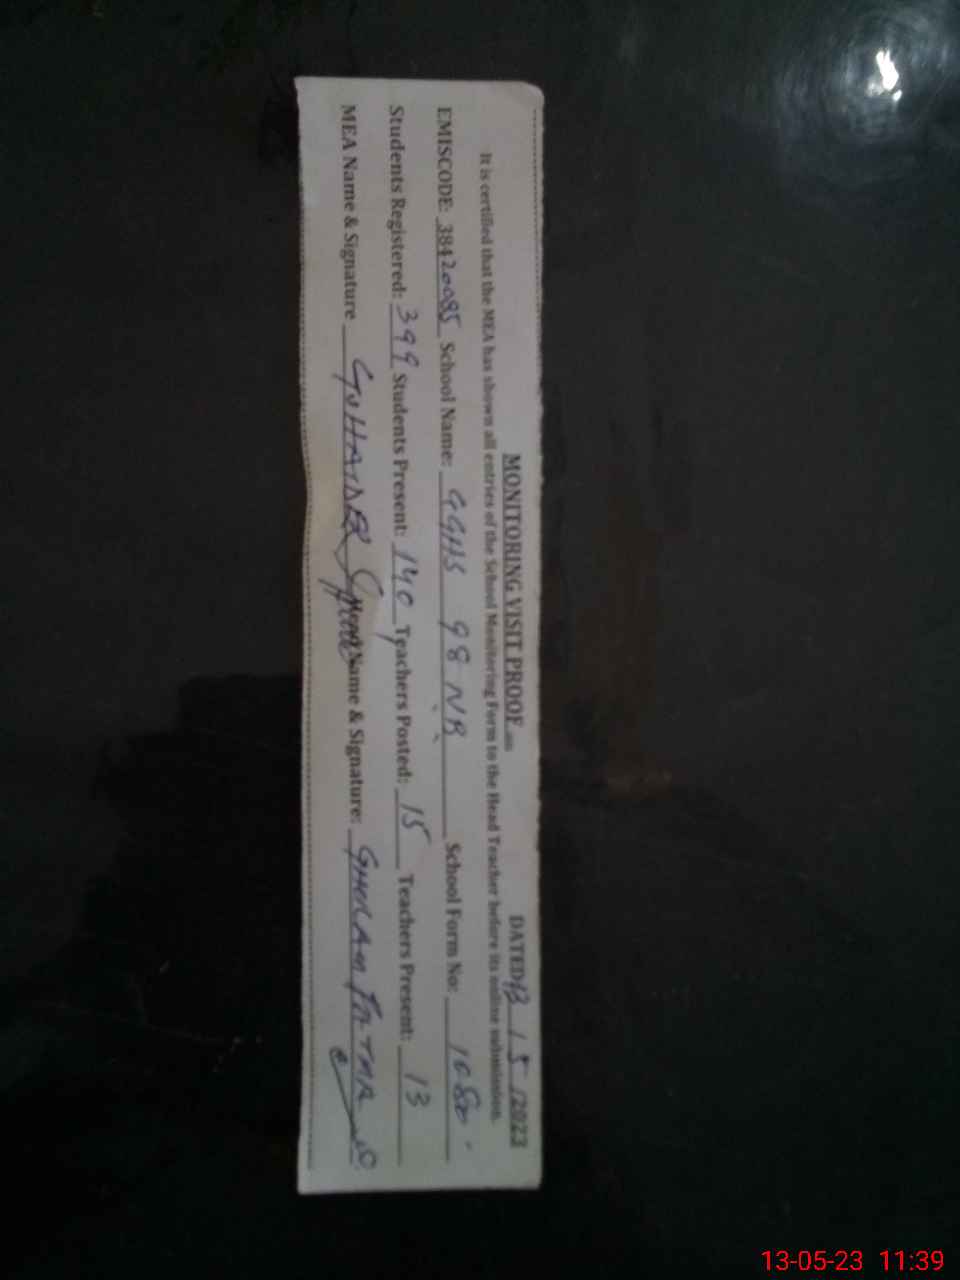 MONITORING VISIT PROOF DATED 13 / 5 /2023
It is certified that the MEA has shown all entries of the School Monitoring Form to the Head Teacher before its online submission.
EMISCODE: 38420085 School Name: GGHS 98 NB School Form No:
Students Registered: 399 Students Present: 140 Teachers Posted: 15 Teachers Present: 13
MEA Name & Signature Name & Signature: GHULAM FATIMA
13-05-23 11:39